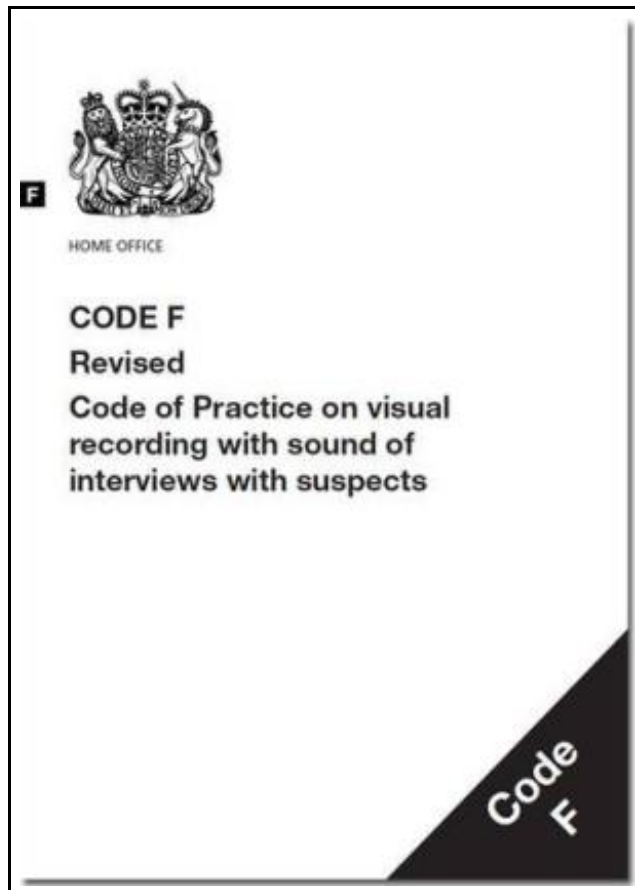 F
HOME OFFICE
CODE F
Revised
Code of Practice on visual
recording with sound of
interviews with suspects
Code
F